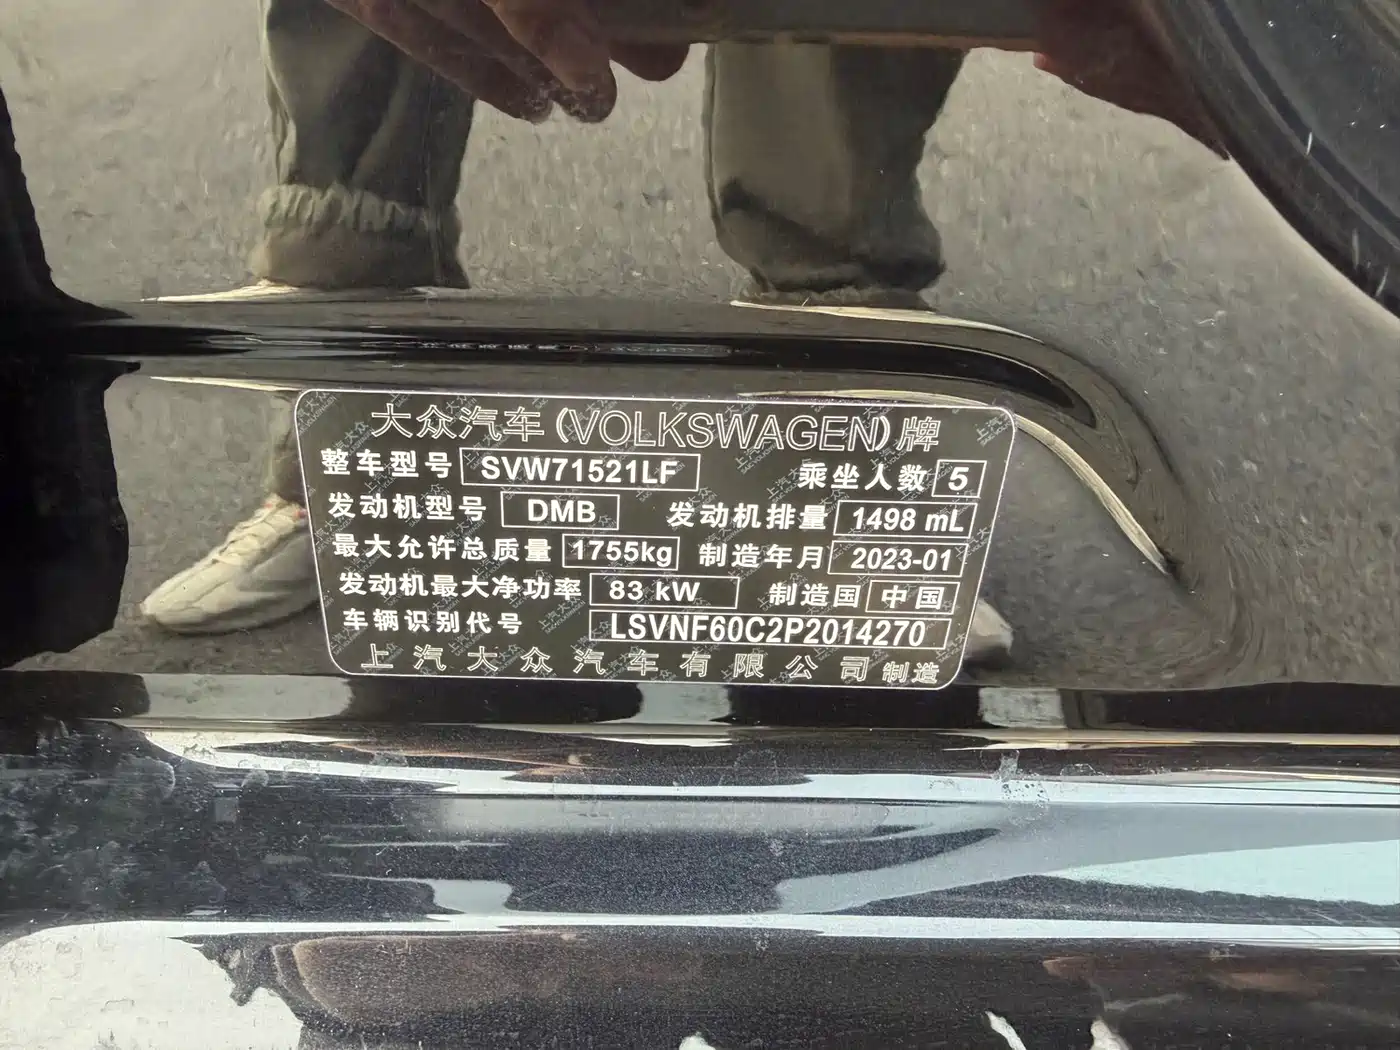 大众汽车(VOLKSWAGEN)牌
整车型号 SVW71521LF 乘坐人数 5
发动机型号 DMB 发动机排量 1498 mL
最大允许总质量 1755kg 制造年月 2023-01
发动机最大净功率 83 kW 制造国 中国
车辆识别代号 LSVNF60C2P2014270
上汽大众汽车有限公司 制造